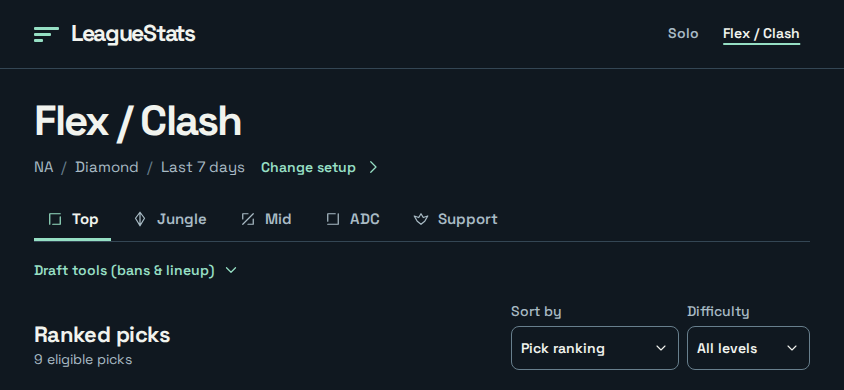 LeagueStats
Solo
Flex / Clash
Flex / Clash
NA / Diamond / Last 7 days Change setup
Top Jungle Mid ADC Support
Draft tools (bans & lineup)
Sort by Difficulty
Ranked picks
Pick ranking All levels
9 eligible picks